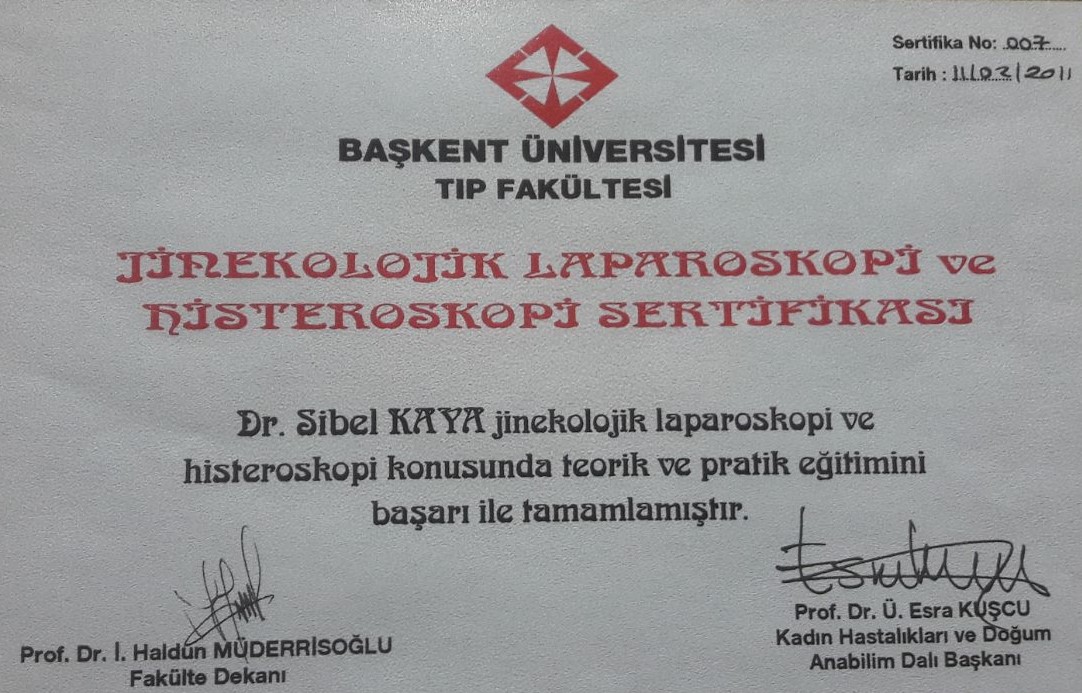 Sertifika No: 007
Tarih : 11/03/2011
BAŞKENT ÜNİVERSİTESİ
TIP FAKÜLTESİ
JİNEKOLOJİK LAPAROSKOPİ ve
HİSTEROSKOPİ SERTİFİKASI
Dr. Sibel KAYA jinekolojik laparoskopi ve
histeroskopi konusunda teorik ve pratik eğitimini
başarı ile tamamlamıştır.
Prof. Dr. İ. Haldun MÜDERRİSOĞLU
Fakülte Dekanı
Prof. Dr. Ü. Esra KUŞCU
Kadın Hastalıkları ve Doğum
Anabilim Dalı Başkanı